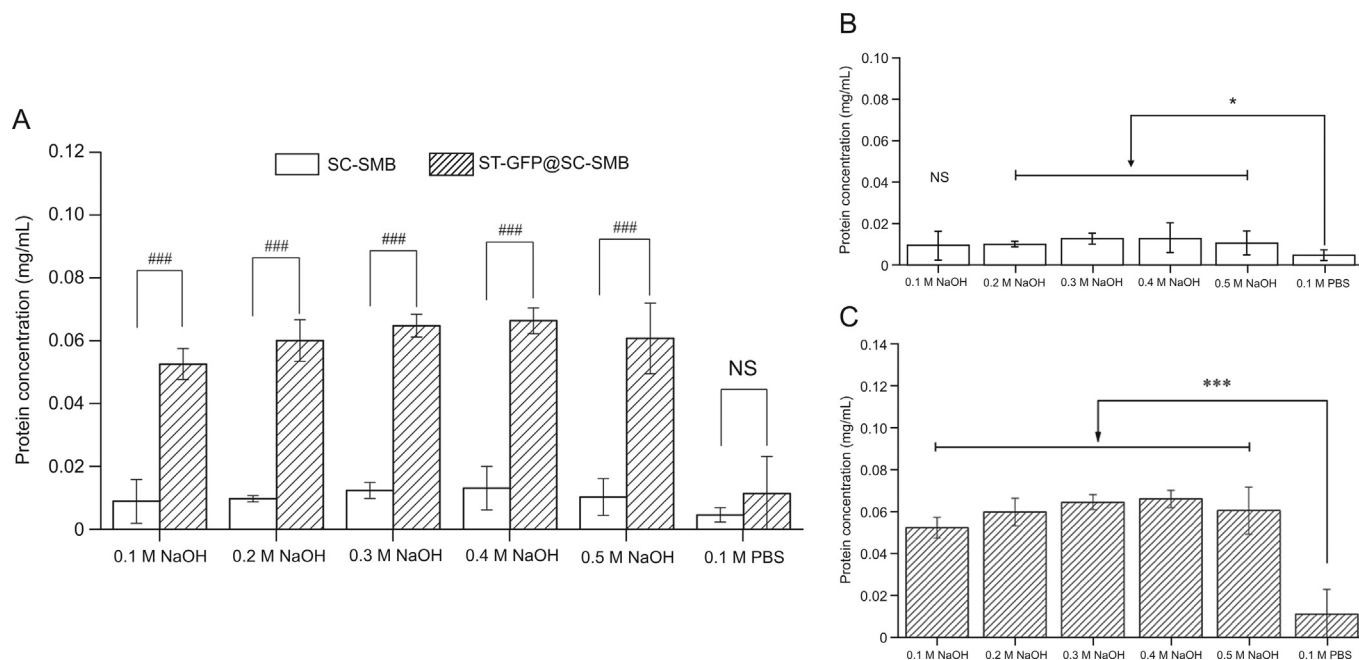 A
Protein concentration (mg/mL)
0.12
0.10
0.08
0.06
0.04
0.02
0
SC-SMB
ST-GFP@SC-SMB
###
###
###
###
###
NS
0.1 M NaOH
0.2 M NaOH
0.3 M NaOH
0.4 M NaOH
0.5 M NaOH
0.1 M PBS
B
Protein concentration (mg/mL)
0.10
0.08
0.06
0.04
0.02
0
NS
*
0.1 M NaOH
0.2 M NaOH
0.3 M NaOH
0.4 M NaOH
0.5 M NaOH
0.1 M PBS
C
Protein concentration (mg/mL)
0.14
0.12
0.10
0.08
0.06
0.04
0.02
0
***
0.1 M NaOH
0.2 M NaOH
0.3 M NaOH
0.4 M NaOH
0.5 M NaOH
0.1 M PBS